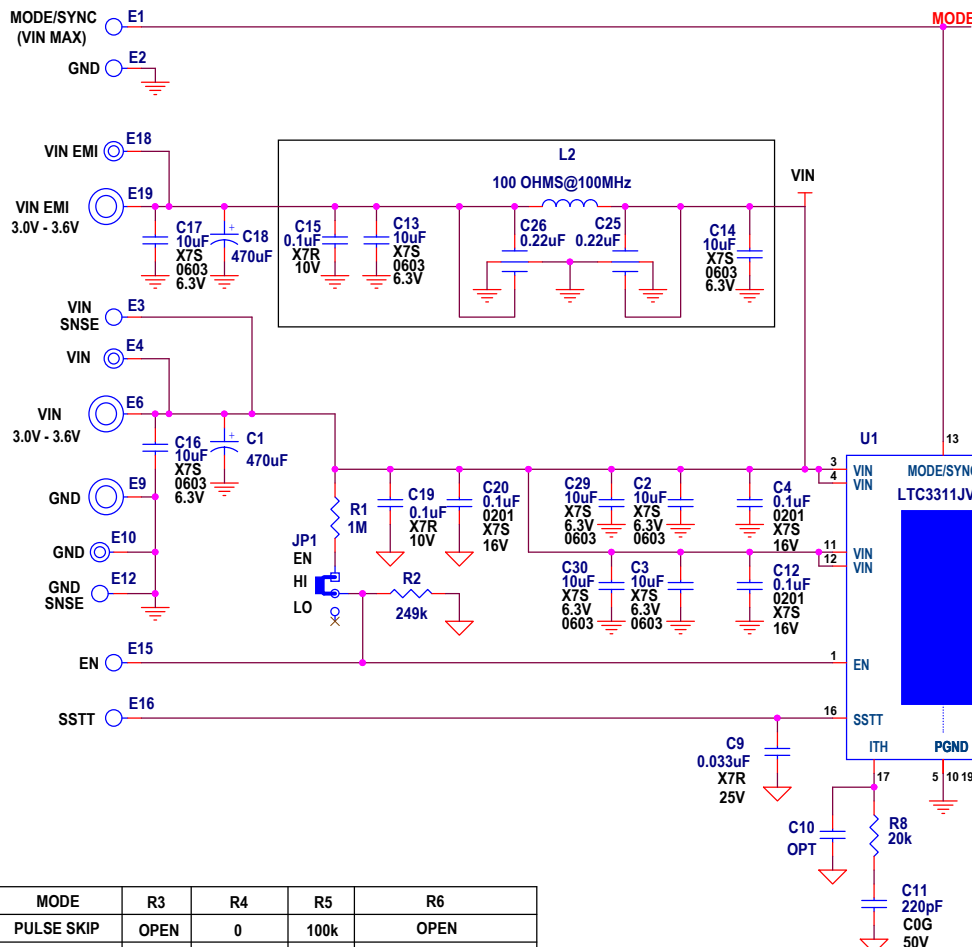 MODE/SYNC
(VIN MAX)
E1
MODE
GND
E2
VIN EMI
E18
VIN EMI
3.0V - 3.6V
E19
C17
10uF
X7S
0603
6.3V
C18
470uF
L2
100 OHMS@100MHz
C15
0.1uF
X7R
10V
C13
10uF
X7S
0603
6.3V
C26
0.22uF
C25
0.22uF
C14
10uF
X7S
0603
6.3V
VIN
VIN
SNSE
E3
VIN
E4
VIN
3.0V - 3.6V
E6
C16
10uF
X7S
0603
6.3V
C1
470uF
GND
E9
GND
E10
GND
SNSE
E12
R1
1M
JP1
EN
HI
LO
R2
249k
C19
0.1uF
X7R
10V
C20
0.1uF
0201
X7S
16V
C29
10uF
X7S
6.3V
0603
C2
10uF
X7S
6.3V
0603
C4
0.1uF
0201
X7S
16V
C30
10uF
X7S
6.3V
0603
C3
10uF
X7S
6.3V
0603
C12
0.1uF
0201
X7S
16V
U1
13
3
VIN
4
VIN
MODE/SYNC
LTC3311JV
11
VIN
12
VIN
EN
E15
1
EN
SSTT
E16
16
SSTT
ITH
PGND
17
5
10
19
C9
0.033uF
X7R
25V
C10
OPT
R8
20k
C11
220pF
C0G
50V
MODE R3 R4 R5 R6
PULSE SKIP OPEN 0 100k OPEN